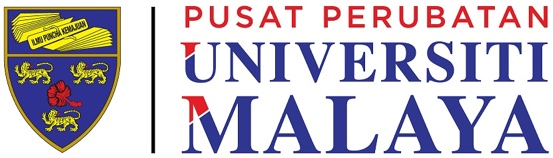 ILMU PUNCHA KEMAJUAN
PUSAT PERUBATAN
UNIVERSITI
MALAYA